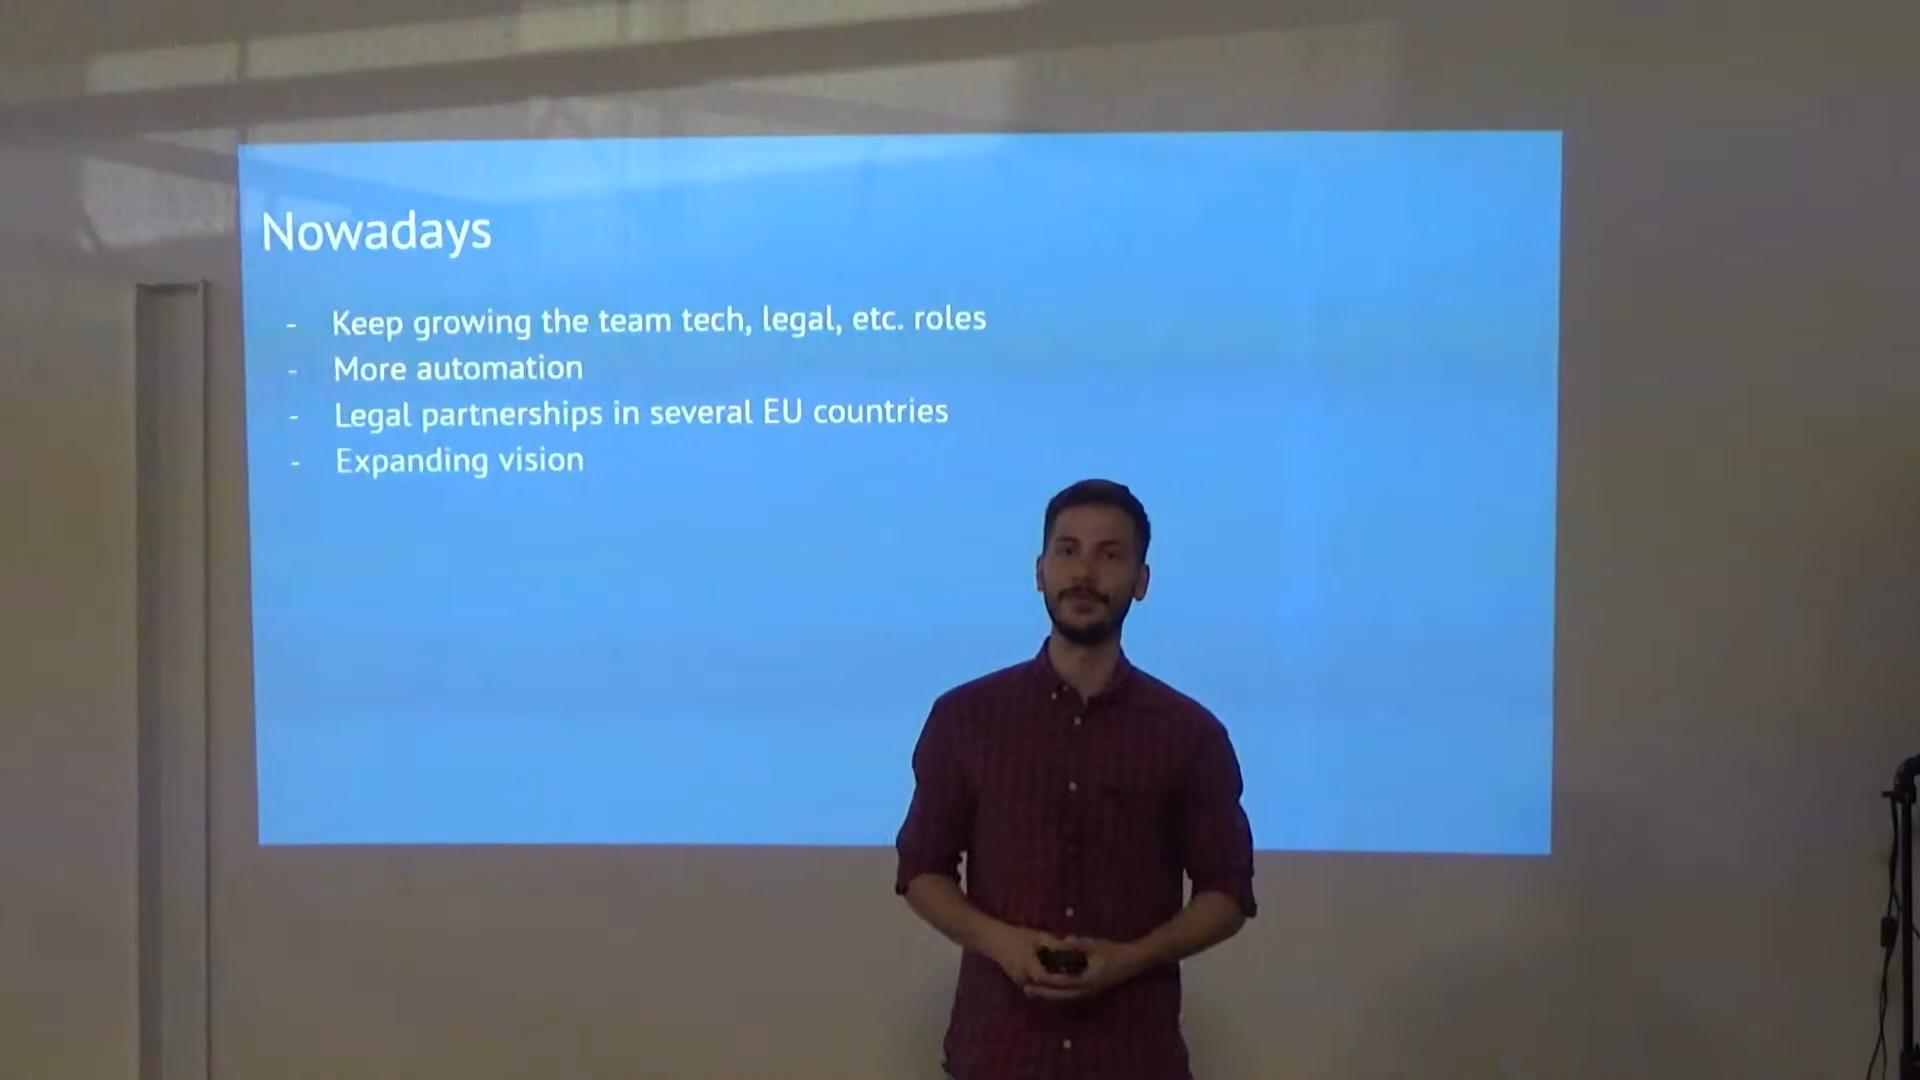 Nowadays
- Keep growing the team tech, legal, etc. roles
- More automation
- Legal partnerships in several EU countries
- Expanding vision